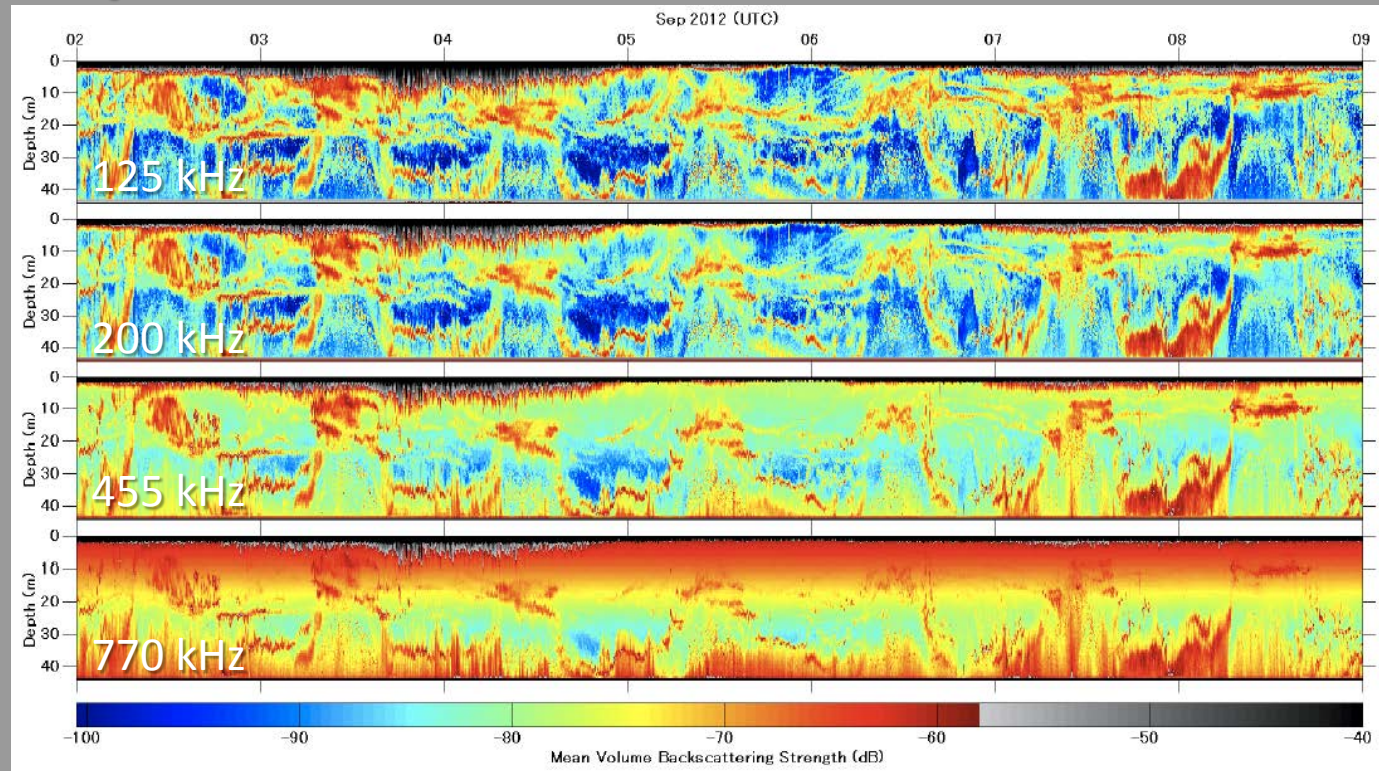 Sep 2012 (UTC)
02 03 04 05 06 07 08 09
0
10
20
30
40
Depth (m)
125 kHz
0
10
20
30
40
Depth (m)
200 kHz
0
10
20
30
40
Depth (m)
455 kHz
0
10
20
30
40
Depth (m)
770 kHz
-100 -90 -80 -70 -60 -50 -40
Mean Volume Backscattering Strength (dB)